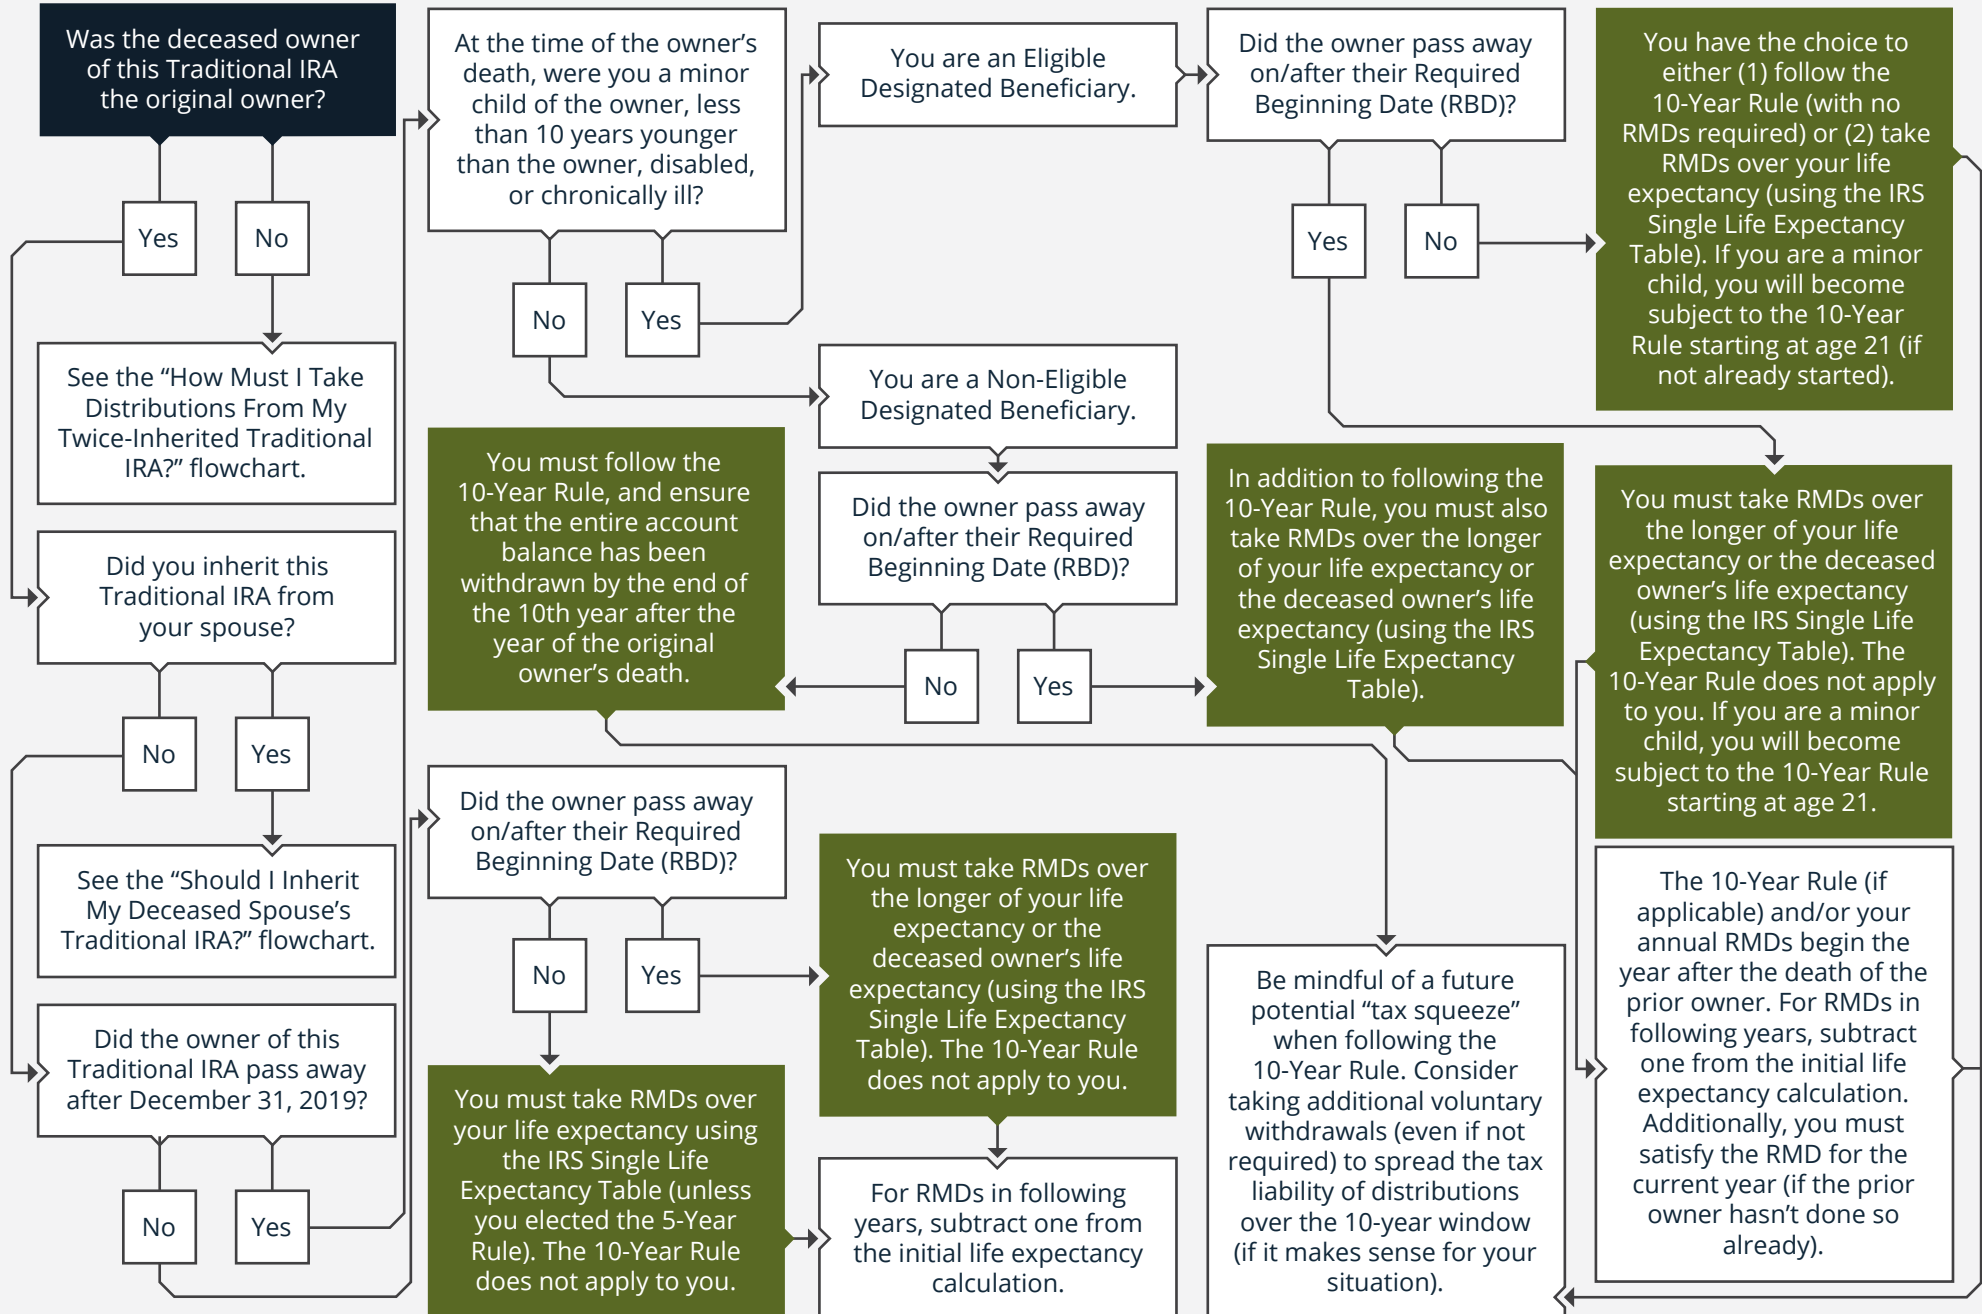 Was the deceased owner
of this Traditional IRA
the original owner?
Yes
No
See the “How Must I Take
Distributions From My
Twice-Inherited Traditional
IRA?” flowchart.
Did you inherit this
Traditional IRA from
your spouse?
No
Yes
See the “Should I Inherit
My Deceased Spouse’s
Traditional IRA?” flowchart.
Did the owner of this
Traditional IRA pass away
after December 31, 2019?
No
Yes
At the time of the owner’s
death, were you a minor
child of the owner, less
than 10 years younger
than the owner, disabled,
or chronically ill?
No
Yes
You are an Eligible
Designated Beneficiary.
Did the owner pass away
on/after their Required
Beginning Date (RBD)?
Yes
No
You have the choice to
either (1) follow the
10-Year Rule (with no
RMDs required) or (2) take
RMDs over your life
expectancy (using the IRS
Single Life Expectancy
Table). If you are a minor
child, you will become
subject to the 10-Year
Rule starting at age 21 (if
not already started).
You are a Non-Eligible
Designated Beneficiary.
Did the owner pass away
on/after their Required
Beginning Date (RBD)?
No
Yes
You must follow the
10-Year Rule, and ensure
that the entire account
balance has been
withdrawn by the end of
the 10th year after the
year of the original
owner’s death.
In addition to following the
10-Year Rule, you must also
take RMDs over the longer
of your life expectancy or
the deceased owner’s life
expectancy (using the IRS
Single Life Expectancy
Table).
You must take RMDs over
the longer of your life
expectancy or the deceased
owner’s life expectancy
(using the IRS Single Life
Expectancy Table). The
10-Year Rule does not apply
to you. If you are a minor
child, you will become
subject to the 10-Year Rule
starting at age 21.
Did the owner pass away
on/after their Required
Beginning Date (RBD)?
No
Yes
You must take RMDs over
the longer of your life
expectancy or the
deceased owner’s life
expectancy (using the IRS
Single Life Expectancy
Table). The 10-Year Rule
does not apply to you.
You must take RMDs over
your life expectancy using
the IRS Single Life
Expectancy Table (unless
you elected the 5-Year
Rule). The 10-Year Rule
does not apply to you.
For RMDs in following
years, subtract one from
the initial life expectancy
calculation.
Be mindful of a future
potential “tax squeeze”
when following the
10-Year Rule. Consider
taking additional voluntary
withdrawals (even if not
required) to spread the tax
liability of distributions
over the 10-year window
(if it makes sense for your
situation).
The 10-Year Rule (if
applicable) and/or your
annual RMDs begin the
year after the death of the
prior owner. For RMDs in
following years, subtract
one from the initial life
expectancy calculation.
Additionally, you must
satisfy the RMD for the
current year (if the prior
owner hasn't done so
already).